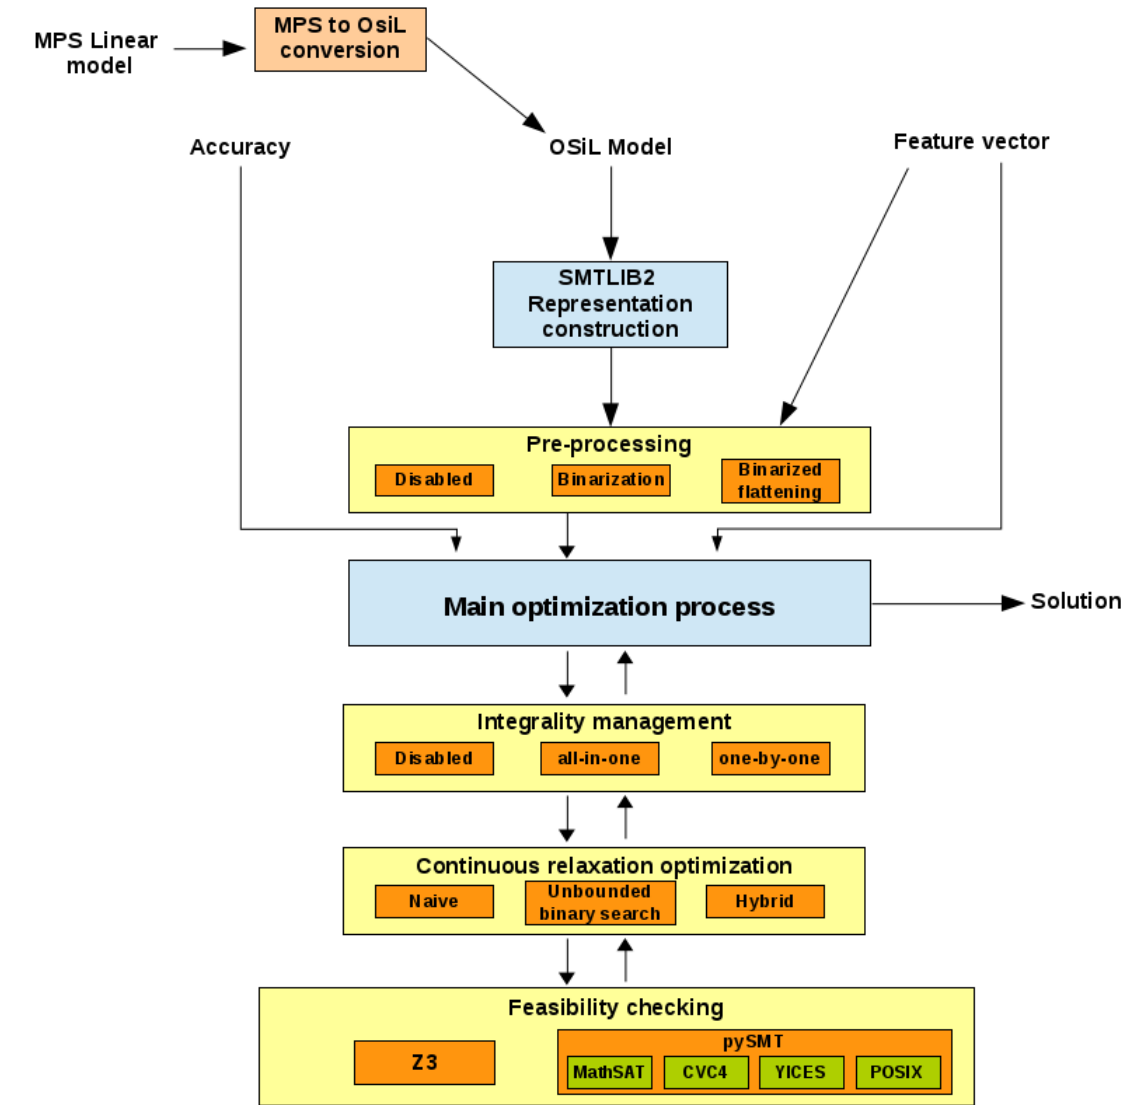 MPS Linear
model
MPS to OsiL
conversion
Accuracy
OSiL Model
Feature vector
SMTLIB2
Representation
construction
Pre-processing
Disabled
Binarization
Binarized
flattening
Main optimization process
Solution
Integrality management
Disabled
all-in-one
one-by-one
Continuous relaxation optimization
Naive
Unbounded
binary search
Hybrid
Feasibility checking
Z3
pySMT
MathSAT
CVC4
YICES
POSIX